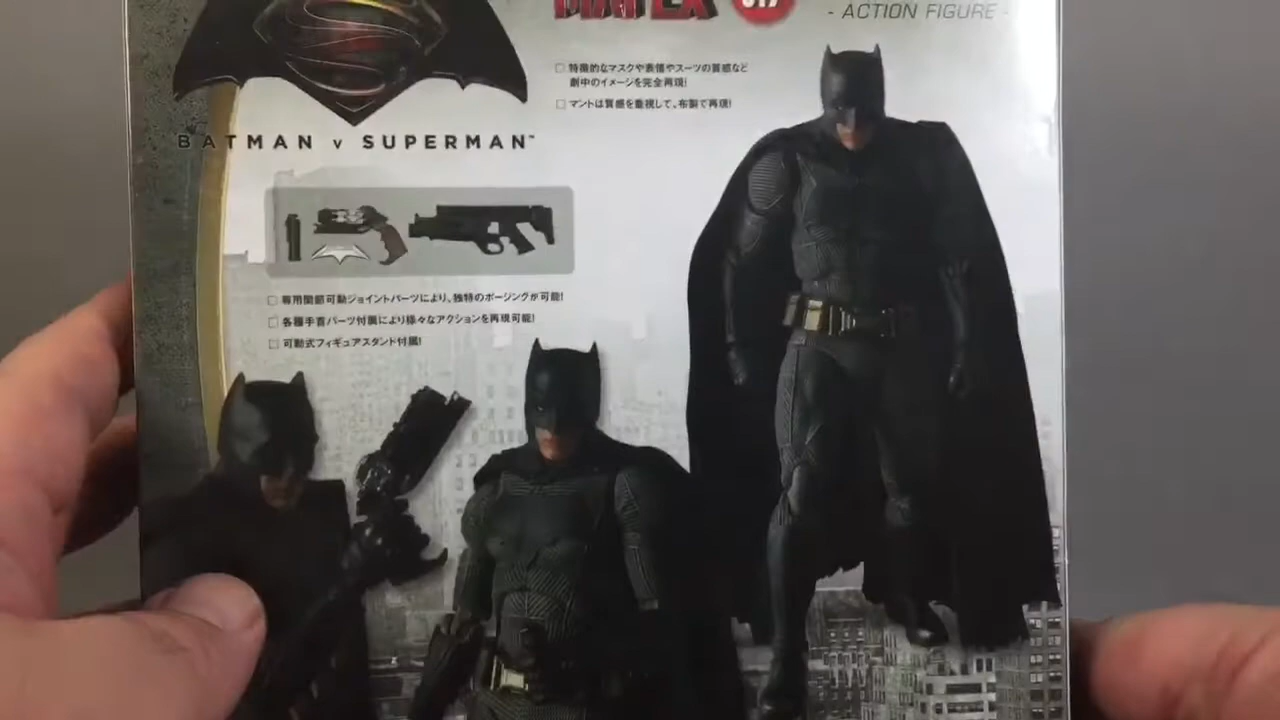 MAFEX 017
- ACTION FIGURE -
□ 特徴的なマスクや表情やスーツの質感など
劇中のイメージを完全再現!
□ マントは質感を重視して、布製で再現!
BATMAN v SUPERMAN™
□ 専用関節可動ジョイントパーツにより、独特のポージングが可能!
□ 各種手首パーツ付属により様々なアクションを再現可能!
□ 可動式フィギュアスタンド付属!